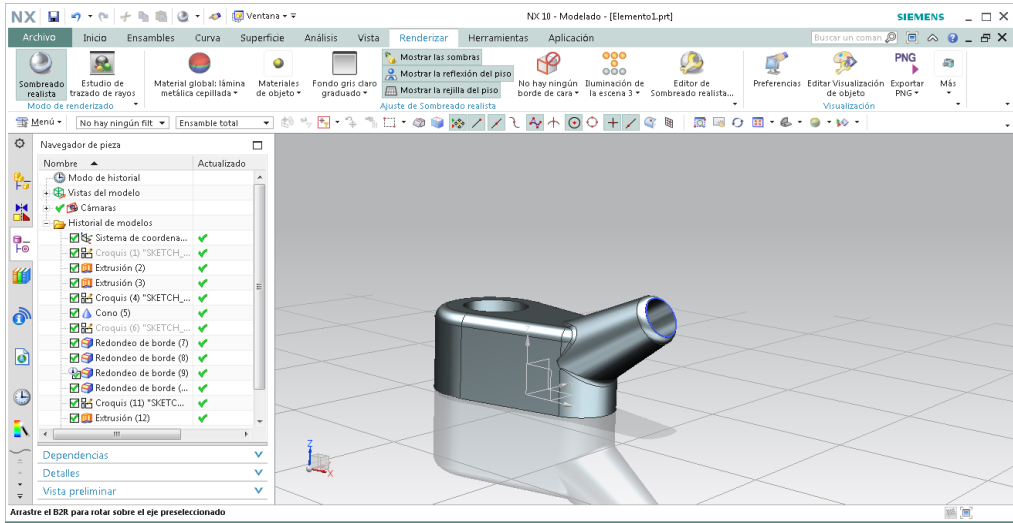 NX Ventana NX 10 - Modelado - [Elemento1.prt] SIEMENS
Archivo Inicio Ensambles Curva Superficie Análisis Vista Renderizar Herramientas Aplicación Buscar un coman
Sombreado realista
Estudio de trazado de rayos
Material global: lámina metálica cepillada
Materiales de objeto
Fondo gris claro graduado
Mostrar las sombras
Mostrar la reflexión del piso
Mostrar la rejilla del piso
No hay ningún borde de cara
Iluminación de la escena 3
Editor de Sombreado realista...
Preferencias
Editar Visualización de objeto
PNG
Exportar PNG
Más
Modo de renderizado Ajuste de Sombreado realista Visualización
Menú No hay ningún filt Ensamble total
Navegador de pieza
Nombre Actualizado
Modo de historial
Vistas del modelo
Cámaras
Historial de modelos
Sistema de coordena...
Croquis (1) "SKETCH_...
Extrusión (2)
Extrusión (3)
Croquis (4) "SKETCH_...
Cono (5)
Croquis (6) "SKETCH_...
Redondeo de borde (7)
Redondeo de borde (8)
Redondeo de borde (9)
Redondeo de borde (...
Croquis (11) "SKETC...
Extrusión (12)
Dependencias
Detalles
Vista preliminar
Z
X
Arrastre el B2R para rotar sobre el eje preseleccionado